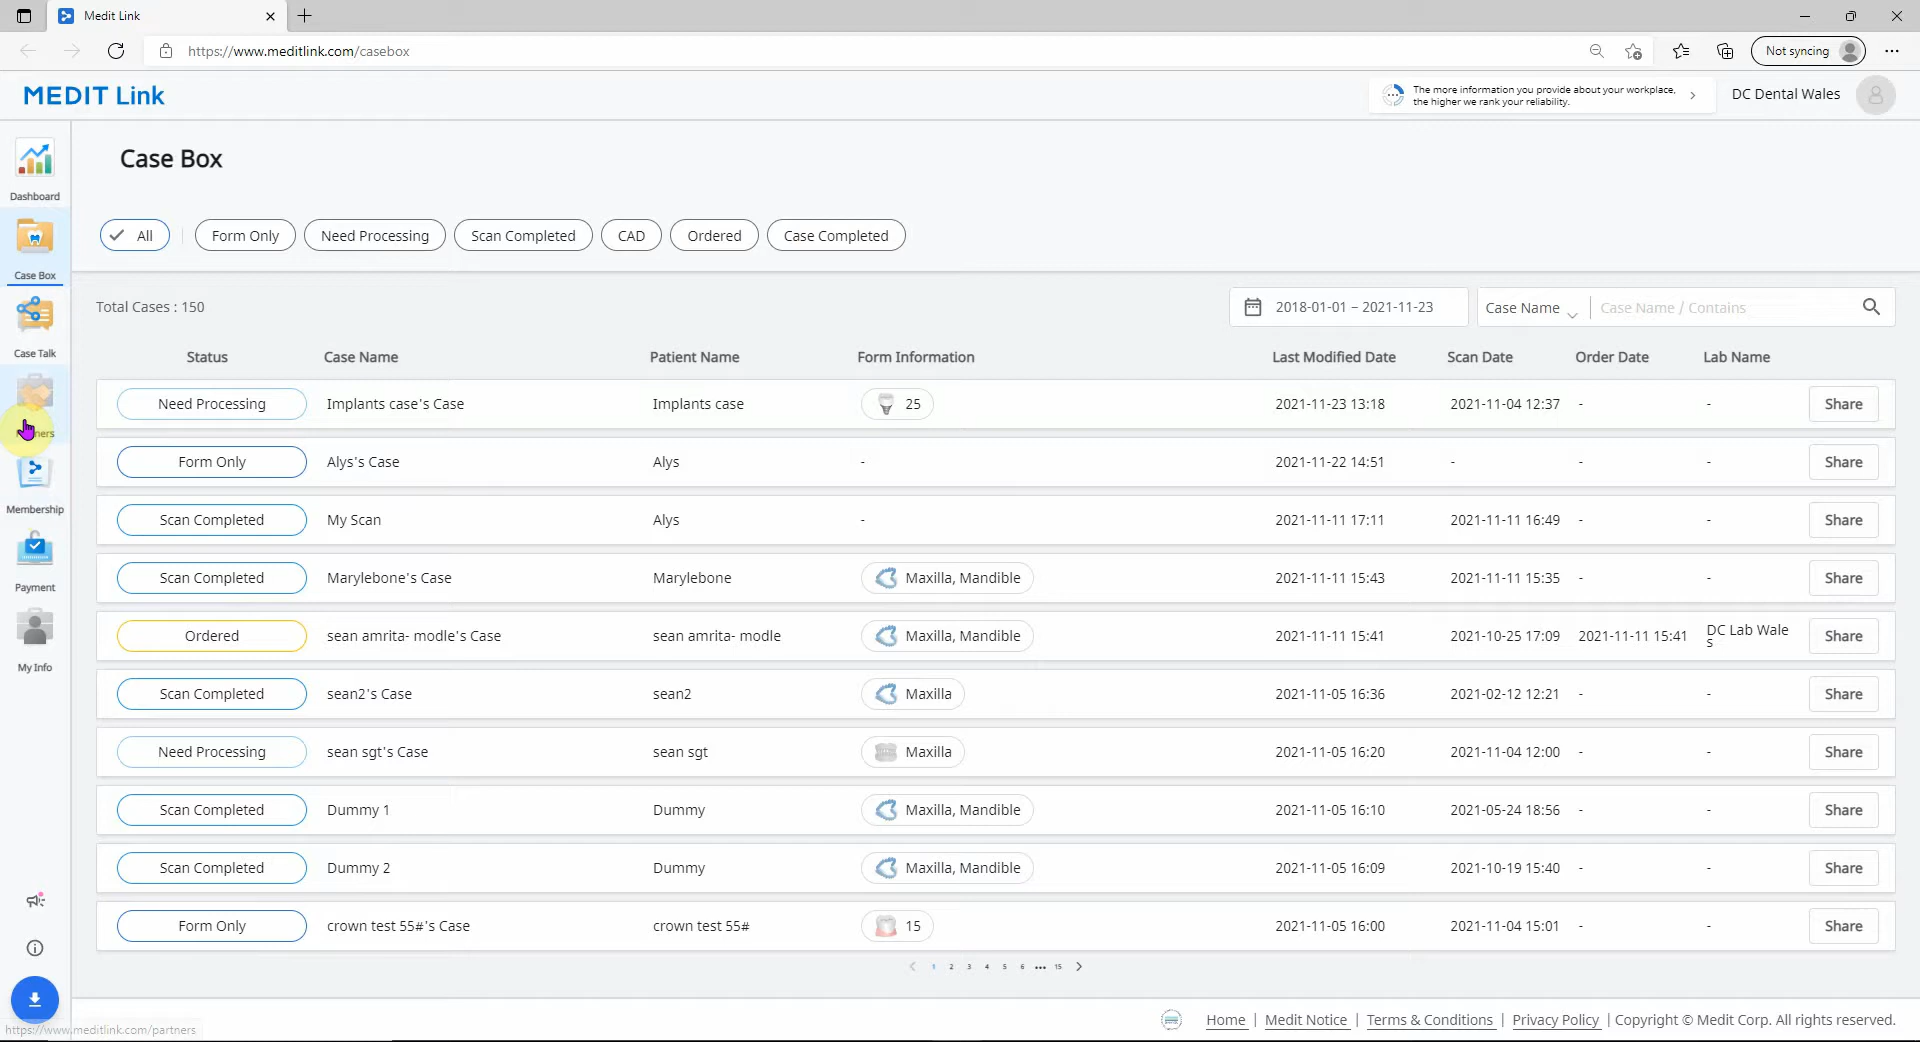 Medit Link
https://www.meditlink.com/casebox
Not syncing
MEDIT Link
The more information you provide about your workplace,
the higher we rank your reliability.
DC Dental Wales
Dashboard
Case Box
Case Talk
Membership
Payment
My Info
Case Box
All
Form Only
Need Processing
Scan Completed
CAD
Ordered
Case Completed
Total Cases : 150
2018-01-01 ~ 2021-11-23
Case Name
Case Name / Contains
Status Case Name Patient Name Form Information Last Modified Date Scan Date Order Date Lab Name
Need Processing Implants case's Case Implants case 25 2021-11-23 13:18 2021-11-04 12:37 - - Share
Form Only Alys's Case Alys - 2021-11-22 14:51 - - - Share
Scan Completed My Scan Alys - 2021-11-11 17:11 2021-11-11 16:49 - - Share
Scan Completed Marylebone's Case Marylebone Maxilla, Mandible 2021-11-11 15:43 2021-11-11 15:35 - - Share
Ordered sean amrita- modle's Case sean amrita- modle Maxilla, Mandible 2021-11-11 15:41 2021-10-25 17:09 2021-11-11 15:41 DC Lab Wale
s Share
Scan Completed sean2's Case sean2 Maxilla 2021-11-05 16:36 2021-02-12 12:21 - - Share
Need Processing sean sgt's Case sean sgt Maxilla 2021-11-05 16:20 2021-11-04 12:00 - - Share
Scan Completed Dummy 1 Dummy Maxilla, Mandible 2021-11-05 16:10 2021-05-24 18:56 - - Share
Scan Completed Dummy 2 Dummy Maxilla, Mandible 2021-11-05 16:09 2021-10-19 15:40 - - Share
Form Only crown test 55#'s Case crown test 55# 15 2021-11-05 16:00 2021-11-04 15:01 - - Share
1 2 3 4 5 6 ••• 15
https://www.meditlink.com/partners
Home | Medit Notice | Terms & Conditions | Privacy Policy | Copyright © Medit Corp. All rights reserved.